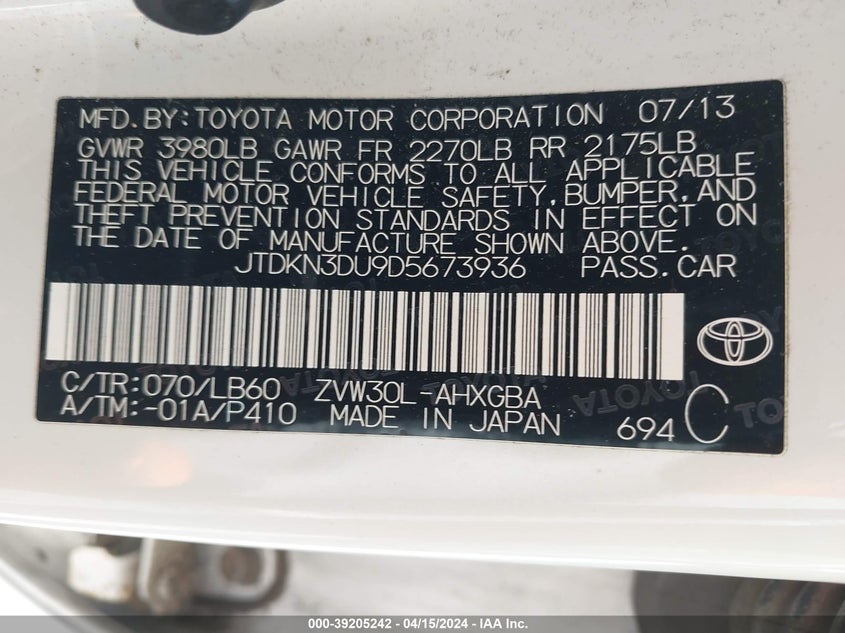 MFD.BY:TOYOTA MOTOR CORPORATION 07/13
GVWR 3980LB GAWR FR 2270LB RR 2175LB
THIS VEHICLE CONFORMS TO ALL APPLICABLE
FEDERAL MOTOR VEHICLE SAFETY,BUMPER,AND
THEFT PREVENTION STANDARDS IN EFFECT ON
THE DATE OF MANUFACTURE SHOWN ABOVE.
JTDKN3DU9D5673936 PASS.CAR
C/TR:070/LB60 ZVW30L-AHXGBA
A/TM:-01A/P410 MADE IN JAPAN 694 C
000-39205242 - 04/15/2024 - IAA Inc.